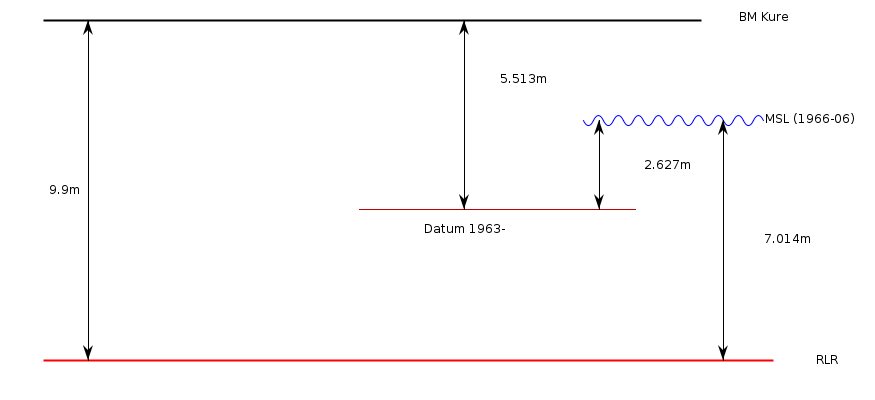 BM Kure
5.513m
MSL (1966-06)
2.627m
9.9m
Datum 1963-
7.014m
RLR